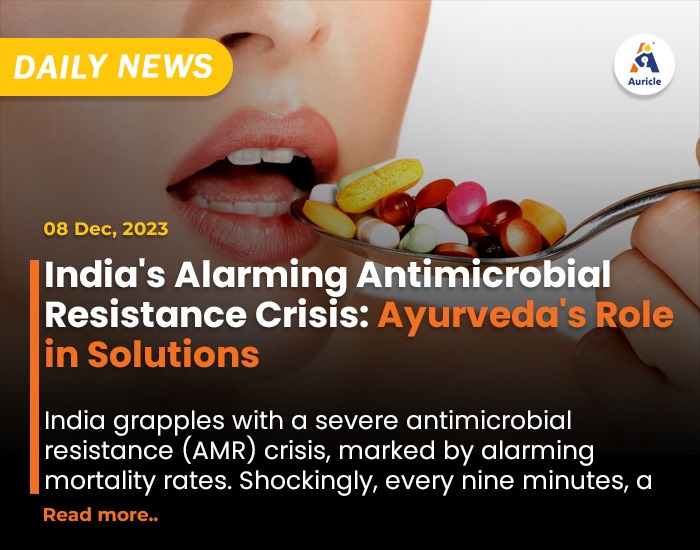 DAILY NEWS
Auricle
08 Dec, 2023
India's Alarming Antimicrobial
Resistance Crisis: Ayurveda's Role
in Solutions
India grapples with a severe antimicrobial
resistance (AMR) crisis, marked by alarming
mortality rates. Shockingly, every nine minutes, a
Read more..